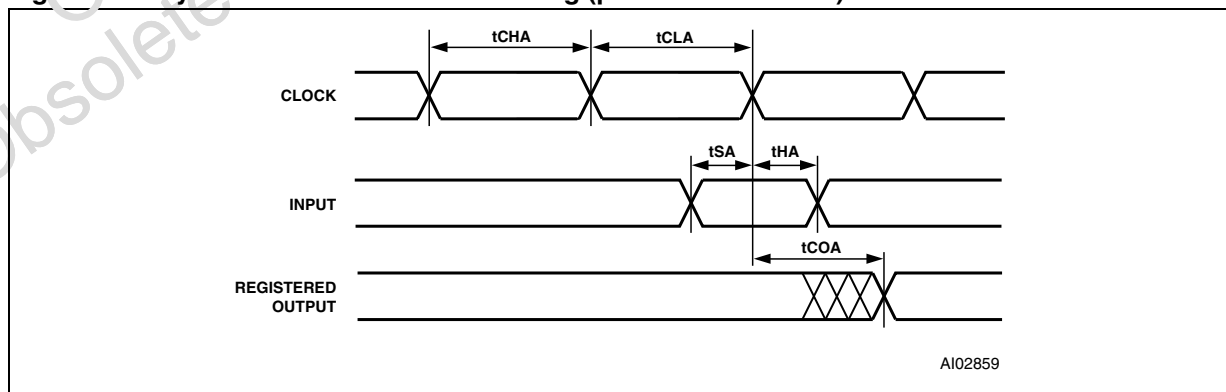 tCHA tCLA
CLOCK
tSA tHA
INPUT
tCOA
REGISTERED
OUTPUT
AI02859